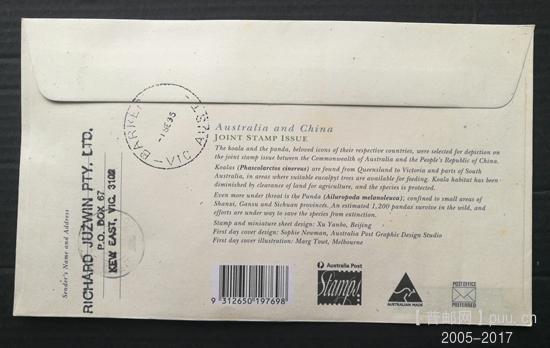 Australia and China
JOINT STAMP ISSUE
The koala and the panda, beloved icons of their respective countries, were selected for depiction on
the joint stamp issue between the Commonwealth of Australia and the People's Republic of China.
Koalas (Phascolarctos cinereus) are found from Queensland to Victoria and parts of South
Australia, in areas where suitable eucalypt trees are available for feeding. Koala habitat has been
diminished by clearance of land for agriculture, and the species is protected.
Even more under threat is the Panda (Ailuropoda melanoleuca); confined to small areas of
Shanxi, Gansu and Sichuan provinces. An estimated 1,200 pandas survive in the wild, and
efforts are under way to save the species from extinction.
Stamp and miniature sheet design: Xu Yanbo, Beijing
First day cover design: Sophie Newman, Australia Post Graphic Design Studio
First day cover illustration: Marg Towt, Melbourne
VIC AUST.
-1SE95
Sender's Name and Address
RICHARD JUZWIN PTY. LTD.
P.O. BOX 67
KEW EAST, VIC. 3102
9 312650 197698
Australia Post
Stamps
AUSTRALIAN MADE
POST OFFICE
PREFERRED
【普邮网】puu.cn
2005-2017